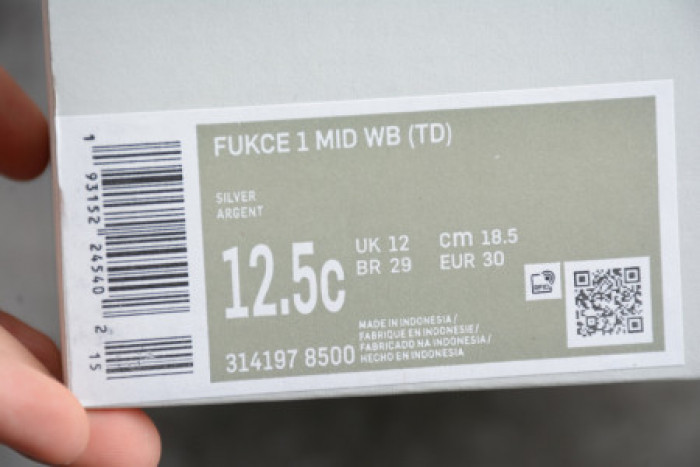 FUKCE 1 MID WB (TD)
SILVER
ARGENT
12.5C
UK 12 cm 18.5
BR 29 EUR 30
MADE IN INDONESIA/
FABRIQUE EN INDONESIE/
FABRICADO NA INDONESIA/
HECHO EN INDONESIA
314197 8500
1 93152 24540 2 15